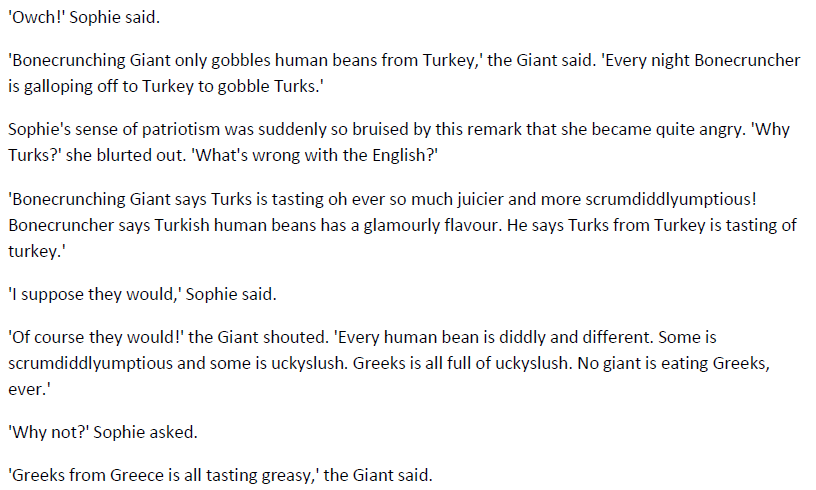 'Owch!' Sophie said.
'Bonecrunching Giant only gobbles human beans from Turkey,' the Giant said. 'Every night Bonecruncher
is galloping off to Turkey to gobble Turks.'
Sophie's sense of patriotism was suddenly so bruised by this remark that she became quite angry. 'Why
Turks?' she blurted out. 'What's wrong with the English?'
'Bonecrunching Giant says Turks is tasting oh ever so much juicier and more scrumdiddlyumptious!
Bonecruncher says Turkish human beans has a glamourly flavour. He says Turks from Turkey is tasting of
turkey.'
'I suppose they would,' Sophie said.
'Of course they would!' the Giant shouted. 'Every human bean is diddly and different. Some is
scrumdiddlyumptious and some is uckyslush. Greeks is all full of uckyslush. No giant is eating Greeks,
ever.'
'Why not?' Sophie asked.
'Greeks from Greece is all tasting greasy,' the Giant said.